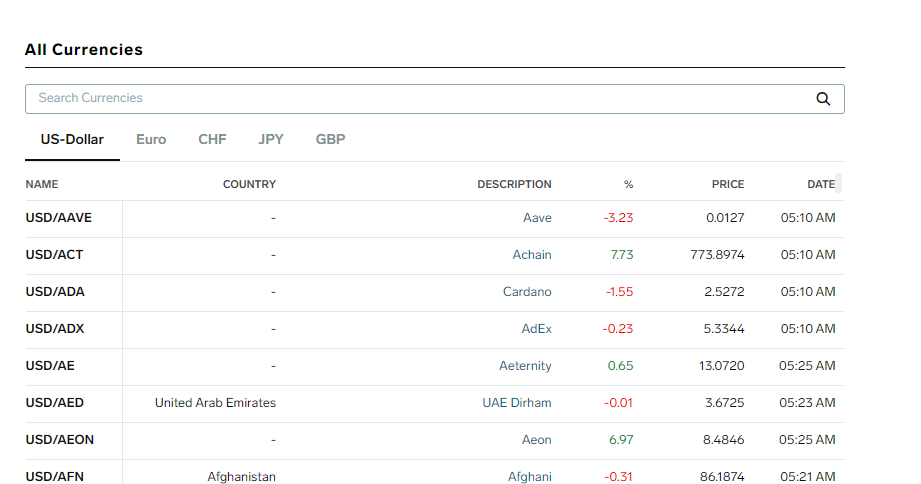 All Currencies
Search Currencies
US-Dollar Euro CHF JPY GBP
NAME COUNTRY DESCRIPTION % PRICE DATE
USD/AAVE - Aave -3.23 0.0127 05:10 AM
USD/ACT - Achain 7.73 773.8974 05:10 AM
USD/ADA - Cardano -1.55 2.5272 05:10 AM
USD/ADX - AdEx -0.23 5.3344 05:10 AM
USD/AE - Aeternity 0.65 13.0720 05:25 AM
USD/AED United Arab Emirates UAE Dirham -0.01 3.6725 05:23 AM
USD/AEON - Aeon 6.97 8.4846 05:25 AM
USD/AFN Afghanistan Afghani -0.31 86.1874 05:21 AM